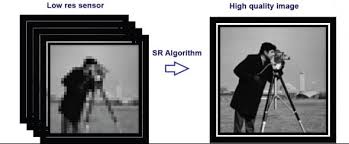 Low res sensor
High quality image
SR Algorithm